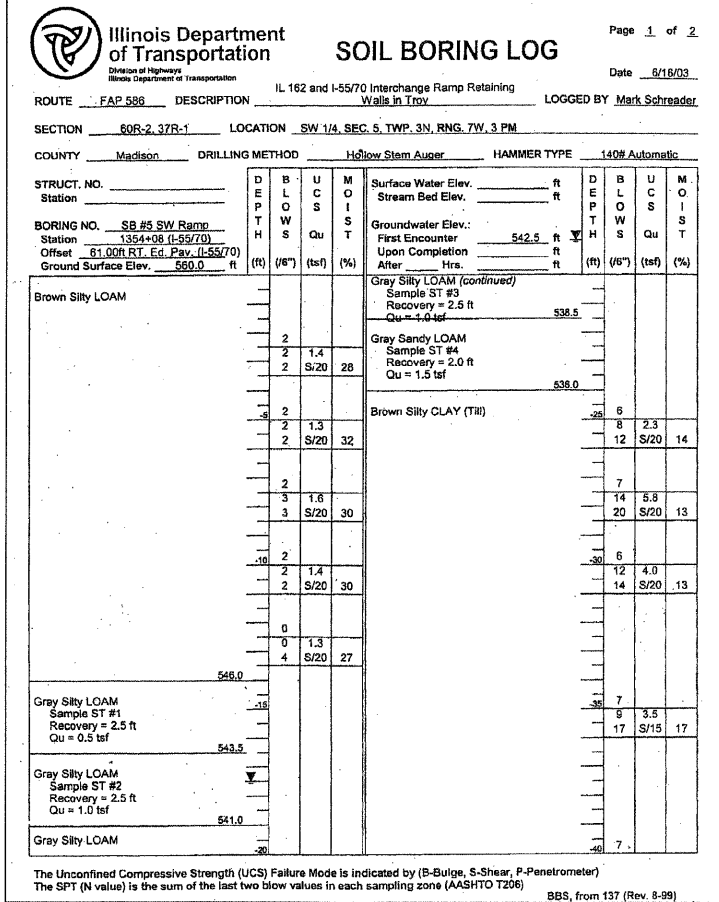 Illinois Department
of Transportation
Division of Highways
Illinois Department of Transportation
SOIL BORING LOG
Page 1 of 2
Date 6/16/03
ROUTE FAP 586 DESCRIPTION IL 162 and I-55/70 Interchange Ramp Retaining Walls in Troy LOGGED BY Mark Schreader
SECTION 60R-2, 37R-1 LOCATION SW 1/4, SEC. 5, TWP. 3N, RNG. 7W, 3 PM
COUNTY Madison DRILLING METHOD Hollow Stem Auger HAMMER TYPE 140# Automatic
STRUCT. NO.
Station
BORING NO. SB #5 SW Ramp
Station 1354+08 (I-55/70)
Offset 61.00ft RT. Ed. Pav. (I-55/70)
Ground Surface Elev. 560.0 ft
DEPTH (ft)
BLOWS (/6")
UCS Qu (tsf)
MOIST (%)
Surface Water Elev. ft
Stream Bed Elev. ft
Groundwater Elev.:
First Encounter 542.5 ft
Upon Completion ft
After Hrs. ft
DEPTH (ft)
BLOWS (/6")
UCS Qu (tsf)
MOIST (%)
Brown Silty LOAM
2
2 1.4
2 S/20 28
-5 2
2 1.3
2 S/20 32
2
3 1.6
3 S/20 30
-10 2
2 1.4
2 S/20 30
0
0 1.3
4 S/20 27
546.0
Gray Silty LOAM -15
Sample ST #1
Recovery = 2.5 ft
Qu = 0.5 tsf
543.5
Gray Silty LOAM
Sample ST #2
Recovery = 2.5 ft
Qu = 1.0 tsf
541.0
Gray Silty LOAM
-20
Gray Silty LOAM (continued)
Sample ST #3
Recovery = 2.5 ft
Qu = 1.0 tsf
538.5
Gray Sandy LOAM
Sample ST #4
Recovery = 2.0 ft
Qu = 1.5 tsf
536.0
Brown Silty CLAY (Till) -25 6
8 2.3
12 S/20 14
7
14 5.8
20 S/20 13
-30 6
12 4.0
14 S/20 13
-35 7
9 3.5
17 S/15 17
-40 7
The Unconfined Compressive Strength (UCS) Failure Mode is indicated by (B-Bulge, S-Shear, P-Penetrometer)
The SPT (N value) is the sum of the last two blow values in each sampling zone (AASHTO T206)
BBS, from 137 (Rev. 8-99)